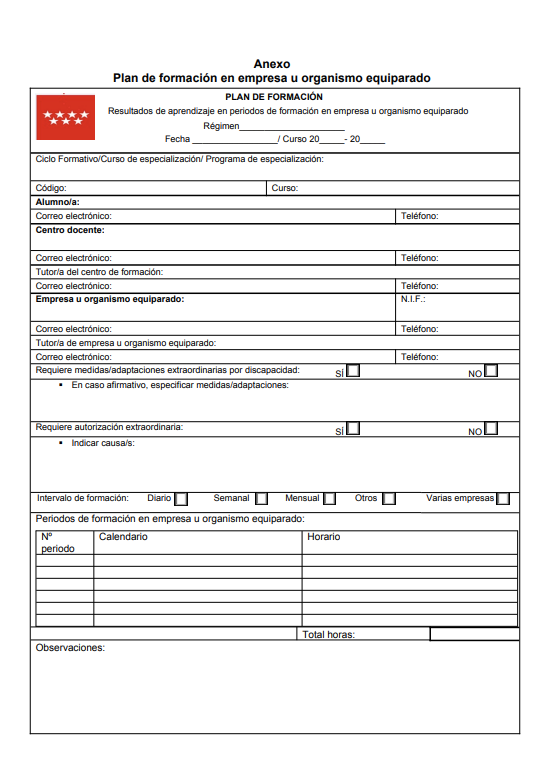 Anexo
Plan de formación en empresa u organismo equiparado
PLAN DE FORMACIÓN
Resultados de aprendizaje en periodos de formación en empresa u organismo equiparado
Régimen_____________________
Fecha _________________/ Curso 20_____- 20_____
Ciclo Formativo/Curso de especialización/ Programa de especialización:
Código: Curso:
Alumno/a:
Correo electrónico: Teléfono:
Centro docente:
Correo electrónico: Teléfono:
Tutor/a del centro de formación:
Correo electrónico: Teléfono:
Empresa u organismo equiparado: N.I.F.:
Correo electrónico: Teléfono:
Tutor/a de empresa u organismo equiparado:
Correo electrónico: Teléfono:
Requiere medidas/adaptaciones extraordinarias por discapacidad: SÍ NO
▪ En caso afirmativo, especificar medidas/adaptaciones:
Requiere autorización extraordinaria: SÍ NO
▪ Indicar causa/s:
Intervalo de formación: Diario Semanal Mensual Otros Varias empresas
Periodos de formación en empresa u organismo equiparado:
Nº periodo Calendario Horario
Total horas:
Observaciones: